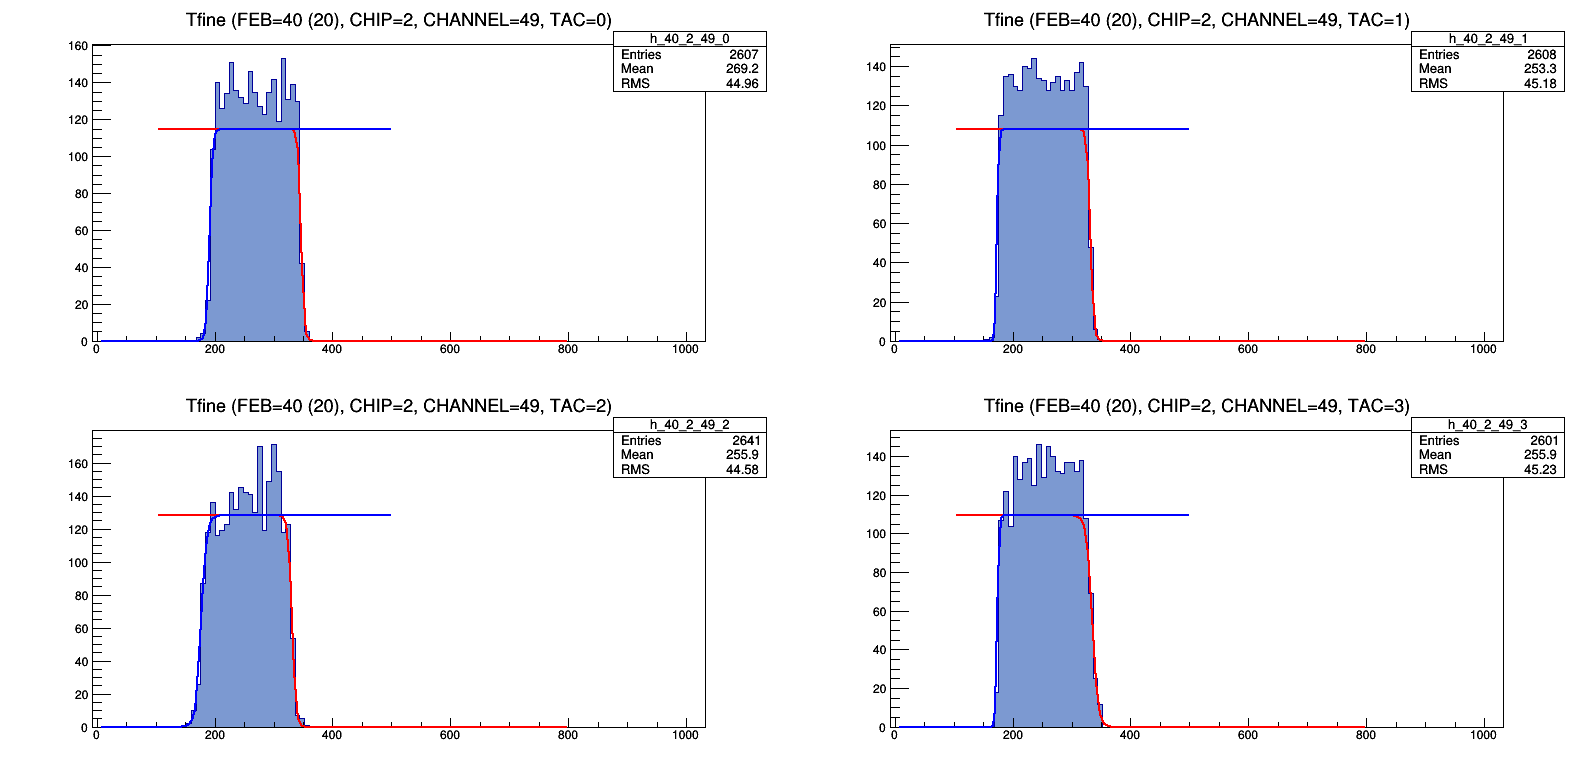 Tfine (FEB=40 (20), CHIP=2, CHANNEL=49, TAC=0)
h_40_2_49_0
Entries 2607
Mean 269.2
RMS 44.96
160
140
120
100
80
60
40
20
0
0 200 400 600 800 1000
Tfine (FEB=40 (20), CHIP=2, CHANNEL=49, TAC=1)
h_40_2_49_1
Entries 2608
Mean 253.3
RMS 45.18
140
120
100
80
60
40
20
0
0 200 400 600 800 1000
Tfine (FEB=40 (20), CHIP=2, CHANNEL=49, TAC=2)
h_40_2_49_2
Entries 2641
Mean 255.9
RMS 44.58
160
140
120
100
80
60
40
20
0
0 200 400 600 800 1000
Tfine (FEB=40 (20), CHIP=2, CHANNEL=49, TAC=3)
h_40_2_49_3
Entries 2601
Mean 255.9
RMS 45.23
140
120
100
80
60
40
20
0
0 200 400 600 800 1000